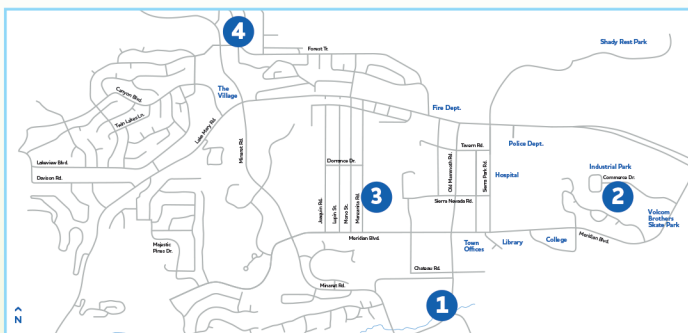 4
Forest Tr.
Shady Rest Park
The
Village
Canyon Blvd.
Twin Lakes Ln.
Lake Mary Rd.
Minaret Rd.
Fire Dept.
Tavern Rd.
Police Dept.
Lakeview Blvd.
Davison Rd.
Dorrance Dr.
Old Mammoth Rd.
Sierra Park Rd.
Hospital
Industrial Park
Commerce Dr.
2
3
Joaquin Rd.
Lupin St.
Mono St.
Manzanita Rd.
Sierra Nevada Rd.
Volcom
Brothers
Skate Park
Majestic
Pines Dr.
Meridian Blvd.
Town
Offices
Library
College
Meridian Blvd.
Chateau Rd.
Minaret Rd.
1
N